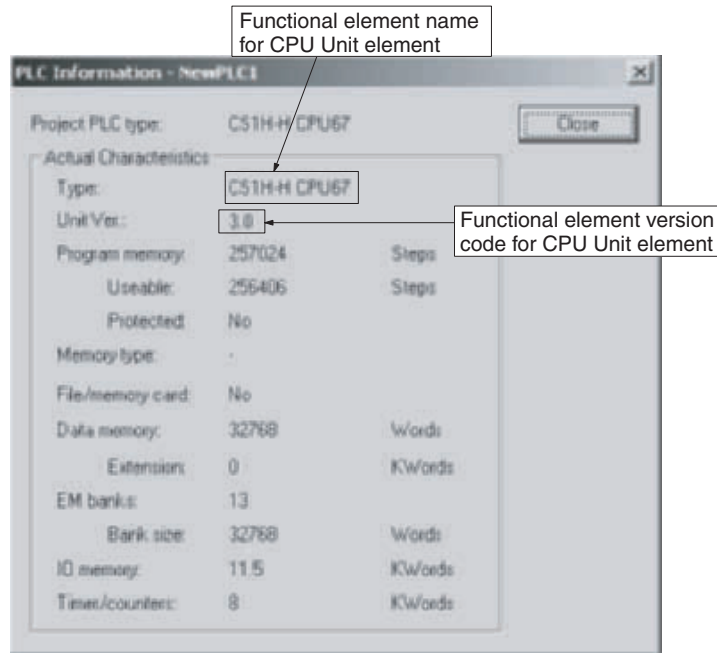 Functional element name
for CPU Unit element
PLC Information - NewPLC1
Project PLC type: CS1H-H CPU67 Close
Actual Characteristics
Type: CS1H-H CPU67
Unit Ver.: 3.0
Functional element version
code for CPU Unit element
Program memory: 257024 Steps
Useable: 256406 Steps
Protected: No
Memory type: -
File/memory card: No
Data memory: 32768 Words
Extension: 0 KWords
EM banks: 13
Bank size: 32768 Words
IO memory: 11.5 KWords
Timer/counters: 8 KWords